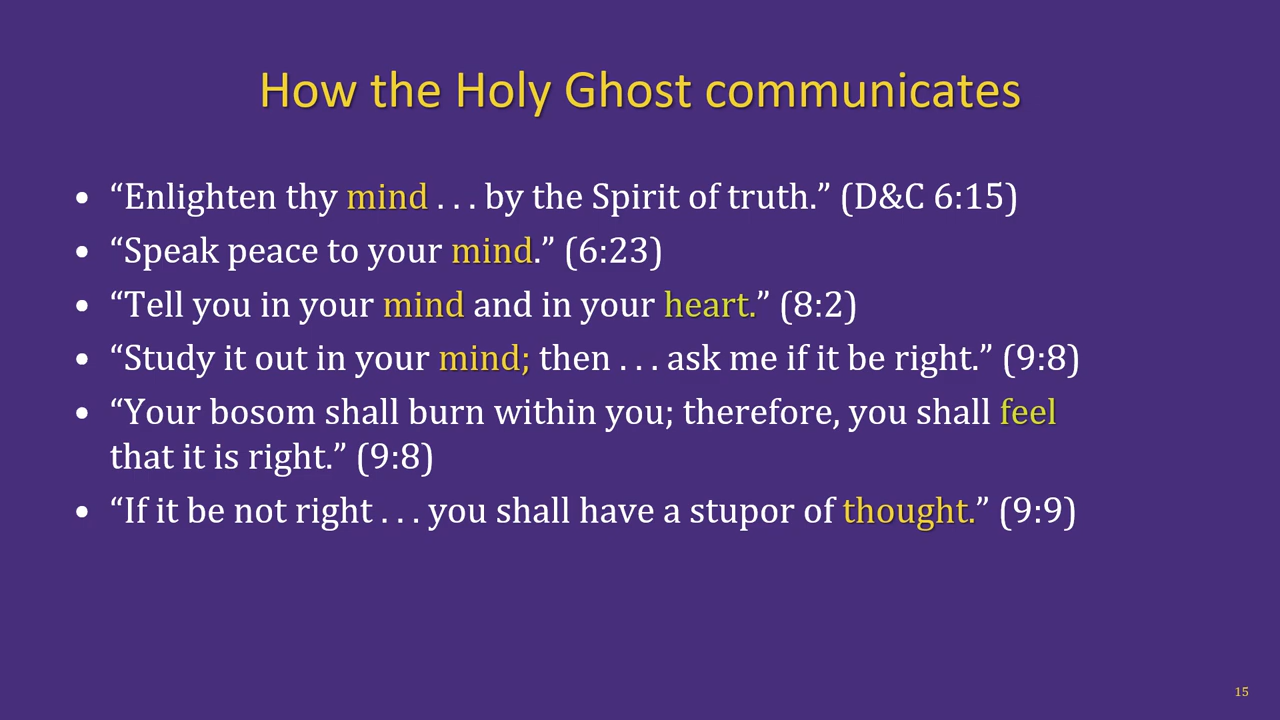 How the Holy Ghost communicates
• “Enlighten thy mind . . . by the Spirit of truth.” (D&C 6:15)
• “Speak peace to your mind.” (6:23)
• “Tell you in your mind and in your heart.” (8:2)
• “Study it out in your mind; then . . . ask me if it be right.” (9:8)
• “Your bosom shall burn within you; therefore, you shall feel
that it is right.” (9:8)
• “If it be not right . . . you shall have a stupor of thought.” (9:9)
15